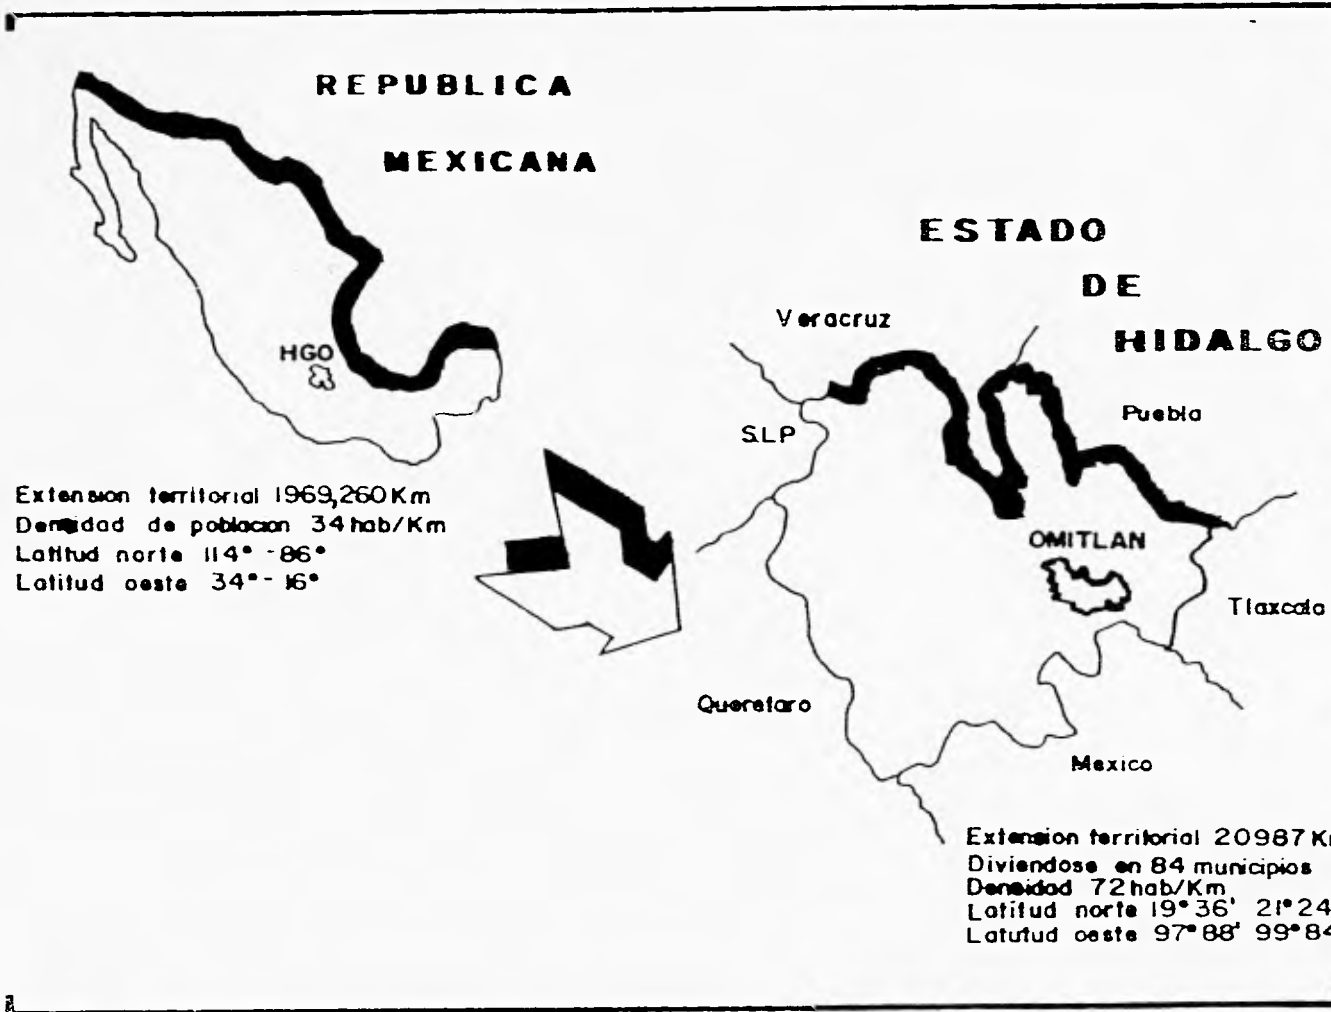 REPUBLICA
MEXICANA
HGO
Extension territorial 1969,260 Km
Densidad de poblacion 34 hab/Km
Latitud norte 114° - 86°
Latitud oeste 34° - 16°
ESTADO
DE
HIDALGO
Veracruz
S.L.P
Puebla
OMITLAN
Tlaxcala
Queretaro
Mexico
Extension territorial 20987 K
Diviendose en 84 municipios
Densidad 72 hab/Km
Latitud norte 19° 36' 21° 24
Latutud oeste 97° 88' 99° 84